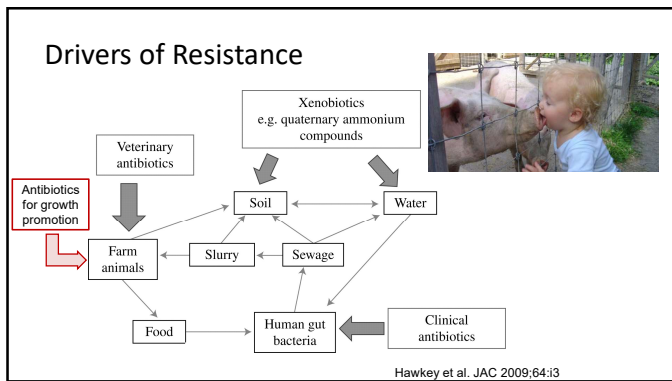 Drivers of Resistance
Xenobiotics
e.g. quaternary ammonium
compounds
Veterinary
antibiotics
Antibiotics
for growth
promotion
Soil
Water
Farm
animals
Slurry
Sewage
Food
Human gut
bacteria
Clinical
antibiotics
Hawkey et al. JAC 2009;64:i3